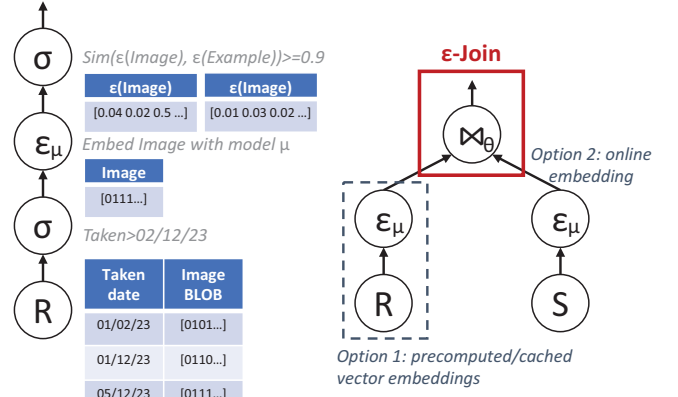 σ
Sim(ε(Image), ε(Example))>=0.9
ε(Image) ε(Image)
[0.04 0.02 0.5 ...] [0.01 0.03 0.02 ...]
εμ
Embed Image with model μ
Image
[0111...]
σ
Taken>02/12/23
R
Taken date Image BLOB
01/02/23 [0101...]
01/12/23 [0110...]
05/12/23 [0111...]
ε-Join
⋈θ
Option 2: online
embedding
εμ εμ
R S
Option 1: precomputed/cached
vector embeddings